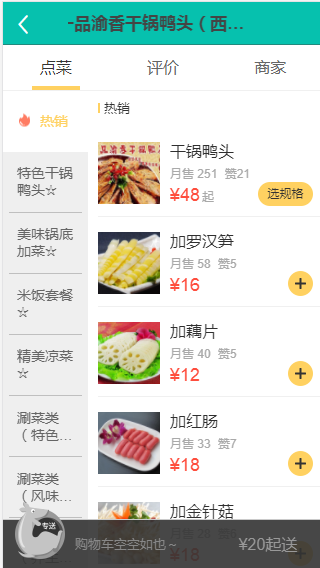 -品渝香干锅鸭头（西...
点菜
评价
商家
热销
热销
特色干锅
鸭头☆
美味锅底
加菜☆
米饭套餐
☆
精美凉菜
☆
涮菜类
（特色...
涮菜类
（风味...
品渝香干锅鸭
干锅鸭头
月售 251 赞21
¥48起
选规格
加罗汉笋
月售 58 赞5
¥16
加藕片
月售 40 赞5
¥12
加红肠
月售 33 赞7
¥18
加金针菇
月售 26 赞5
¥18
专送
购物车空空如也～
¥20起送